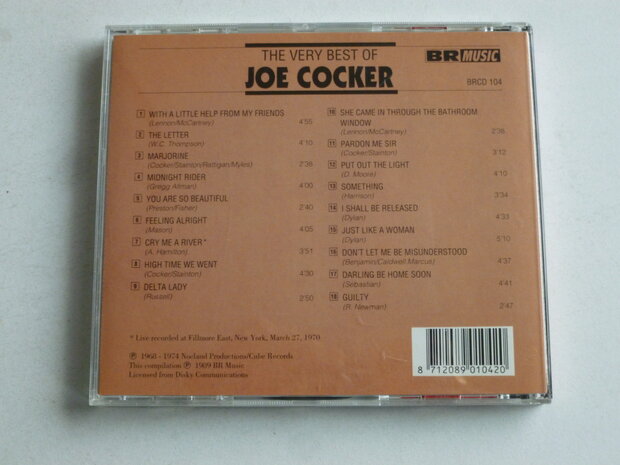 THE VERY BEST OF
JOE COCKER
BR MUSIC
BRCD 104
1 WITH A LITTLE HELP FROM MY FRIENDS
(Lennon/McCartney) 4'55
2 THE LETTER
(W.C. Thompson) 4'10
3 MARJORINE
(Cocker/Stainton/Rattigan/Myles) 2'38
4 MIDNIGHT RIDER
(Gregg Allman) 4'00
5 YOU ARE SO BEAUTIFUL
(Preston/Fisher) 2'40
6 FEELING ALRIGHT
(Mason) 4'05
7 CRY ME A RIVER*
(A. Hamilton) 3'51
8 HIGH TIME WE WENT
(Cocker/Stainton) 4'30
9 DELTA LADY
(Russell) 2'50
10 SHE CAME IN THROUGH THE BATHROOM
WINDOW
(Lennon/McCartney) 2'38
11 PARDON ME SIR
(Cocker/Stainton) 3'12
12 PUT OUT THE LIGHT
(D. Moore) 4'10
13 SOMETHING
(Harrison) 3'34
14 I SHALL BE RELEASED
(Dylan) 4'33
15 JUST LIKE A WOMAN
(Dylan) 5'10
16 DON'T LET ME BE MISUNDERSTOOD
(Benjamin/Caldwell.Marcus) 4'37
17 DARLING BE HOME SOON
(Sebastian) 4'41
18 GUILTY
(R. Newman) 2'47
* Live recorded at Fillmore East, New York, March 27, 1970
℗ 1968 - 1974 Noeland Productions/Cube Records
This compilation ℗ 1989 BR Music
Licensed from Disky Communications
8 712089 010420